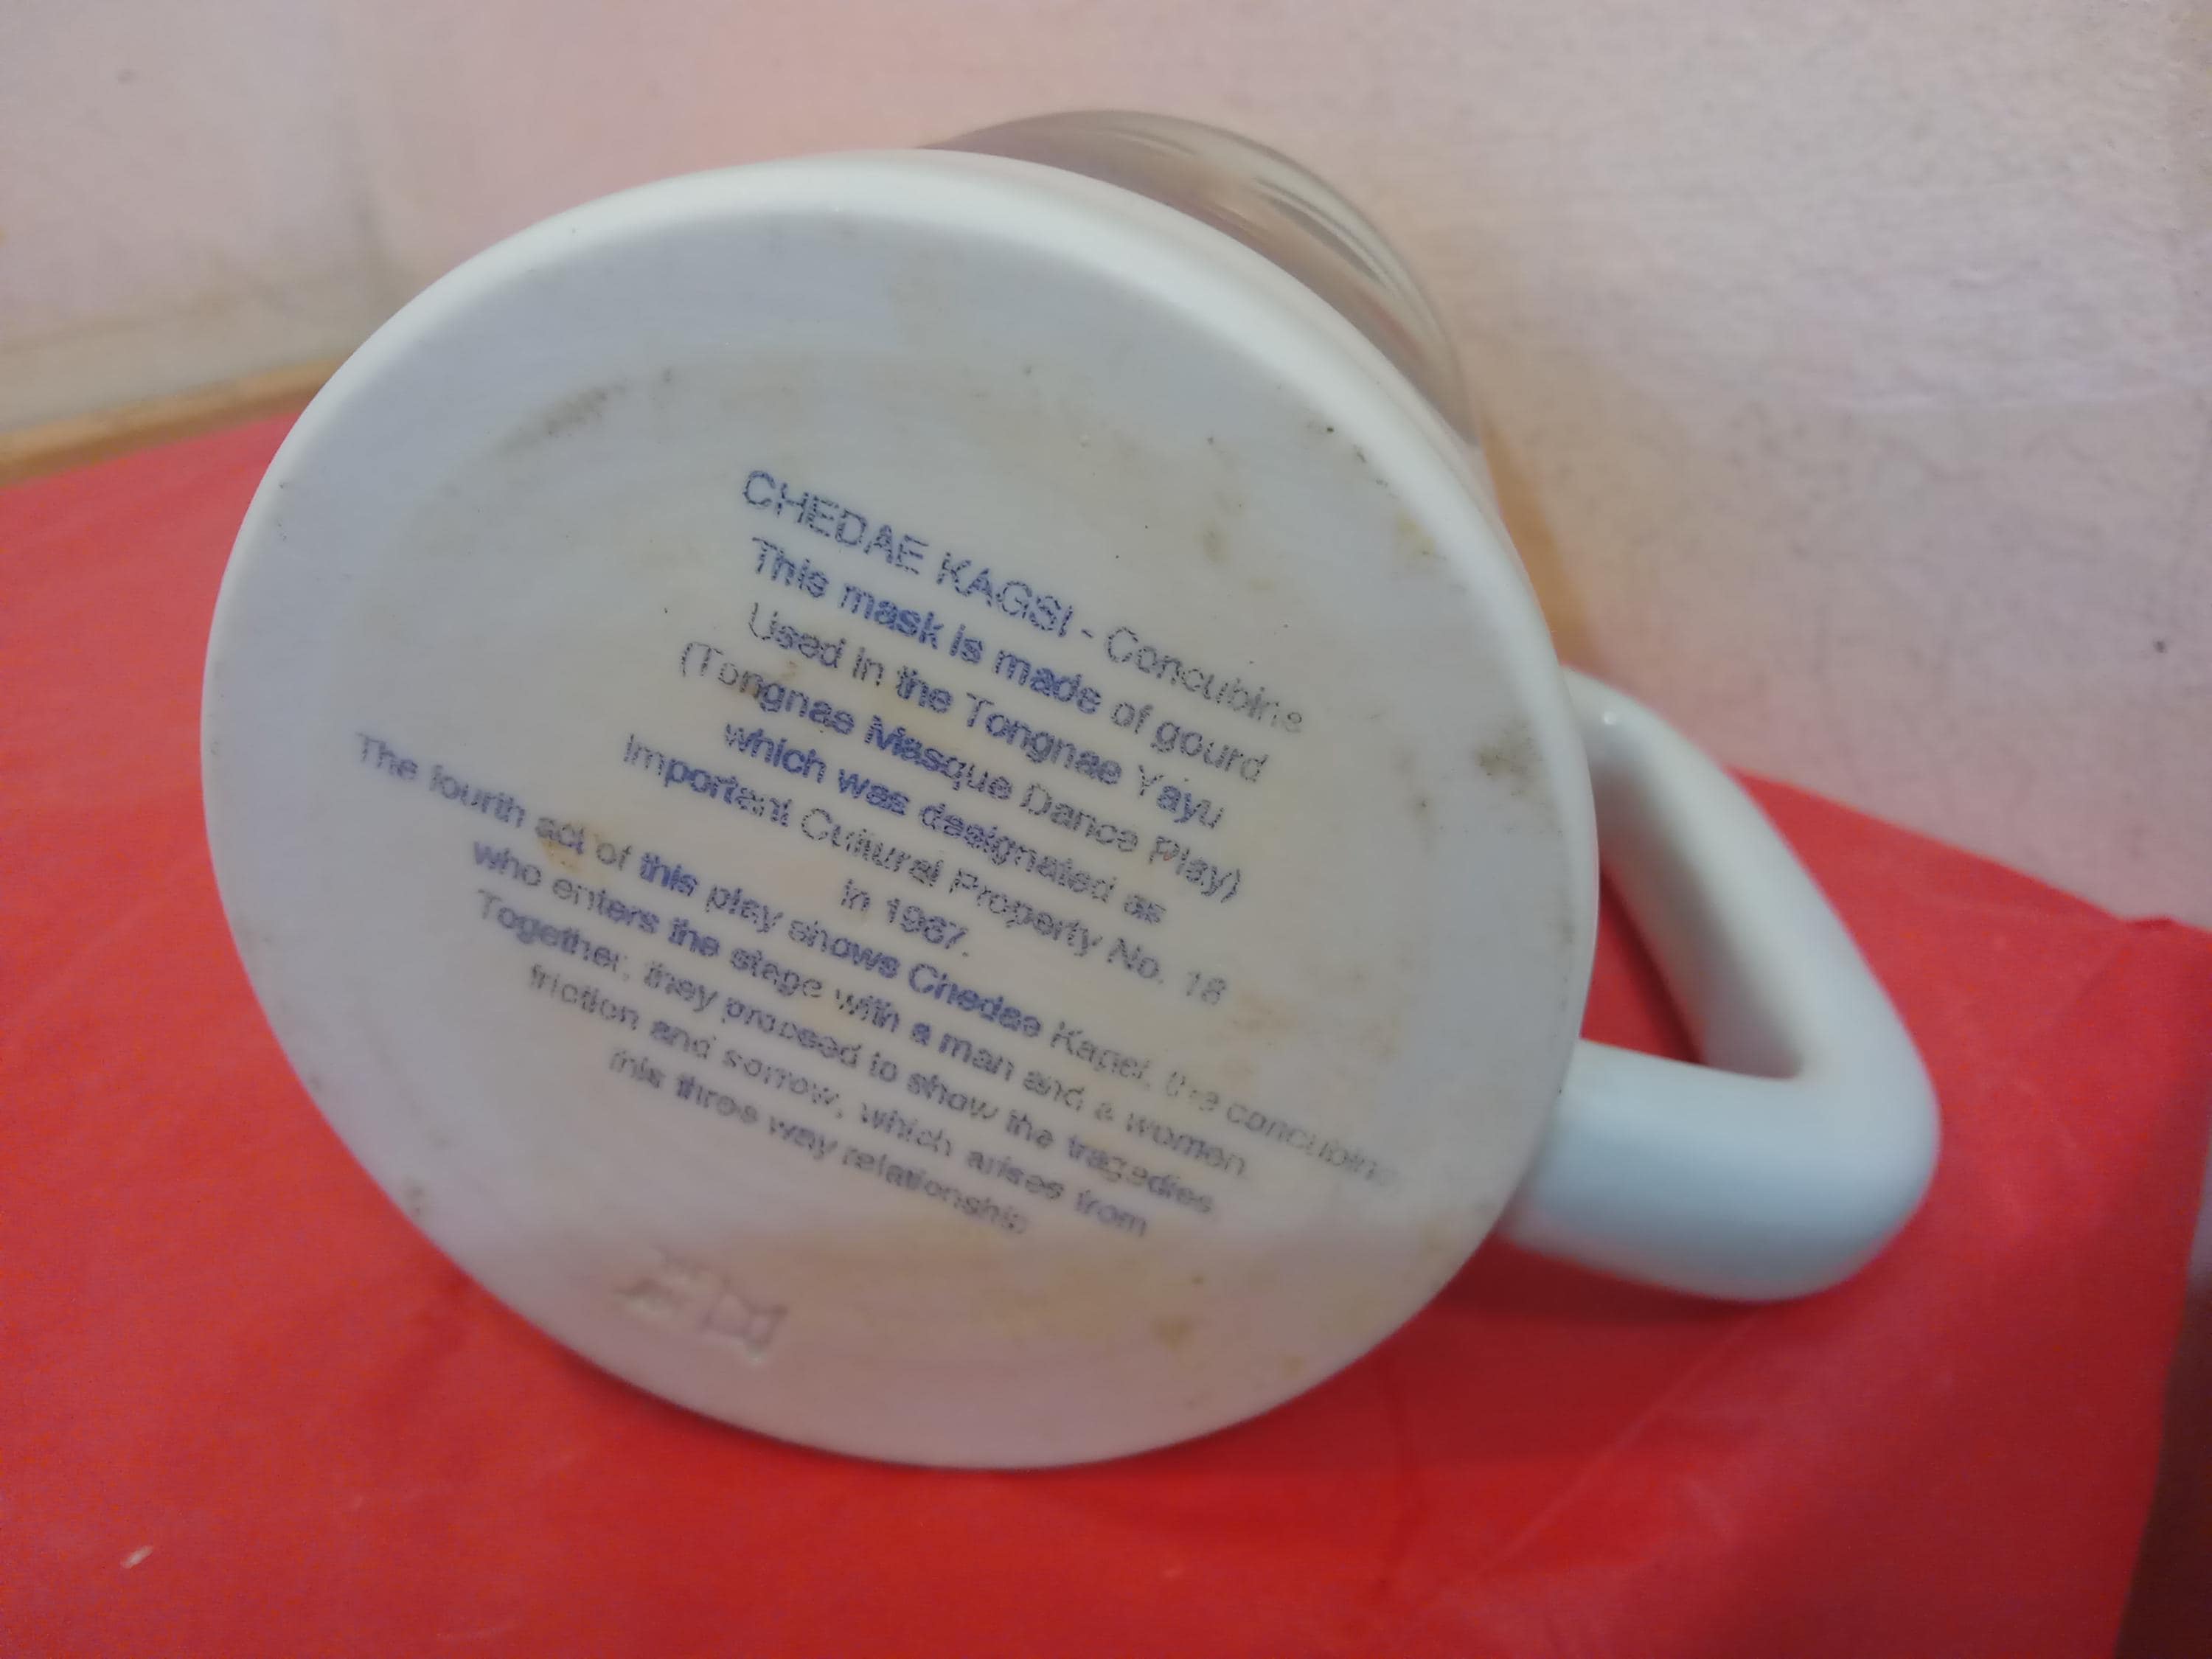 CHEDAE KAGSI - Concubine
This mask is made of gourd
Used in the Tongnae Yayu
(Tongnae Masque Dance Play)
which was designated as
Important Cultural Property No. 18
in 1967.
The fourth act of this play shows Chedae Kagsi, the concubine,
who enters the stage with a man and a women.
Together, they proceed to show the tragedies
friction and sorrow, which arises from
this three way relationship